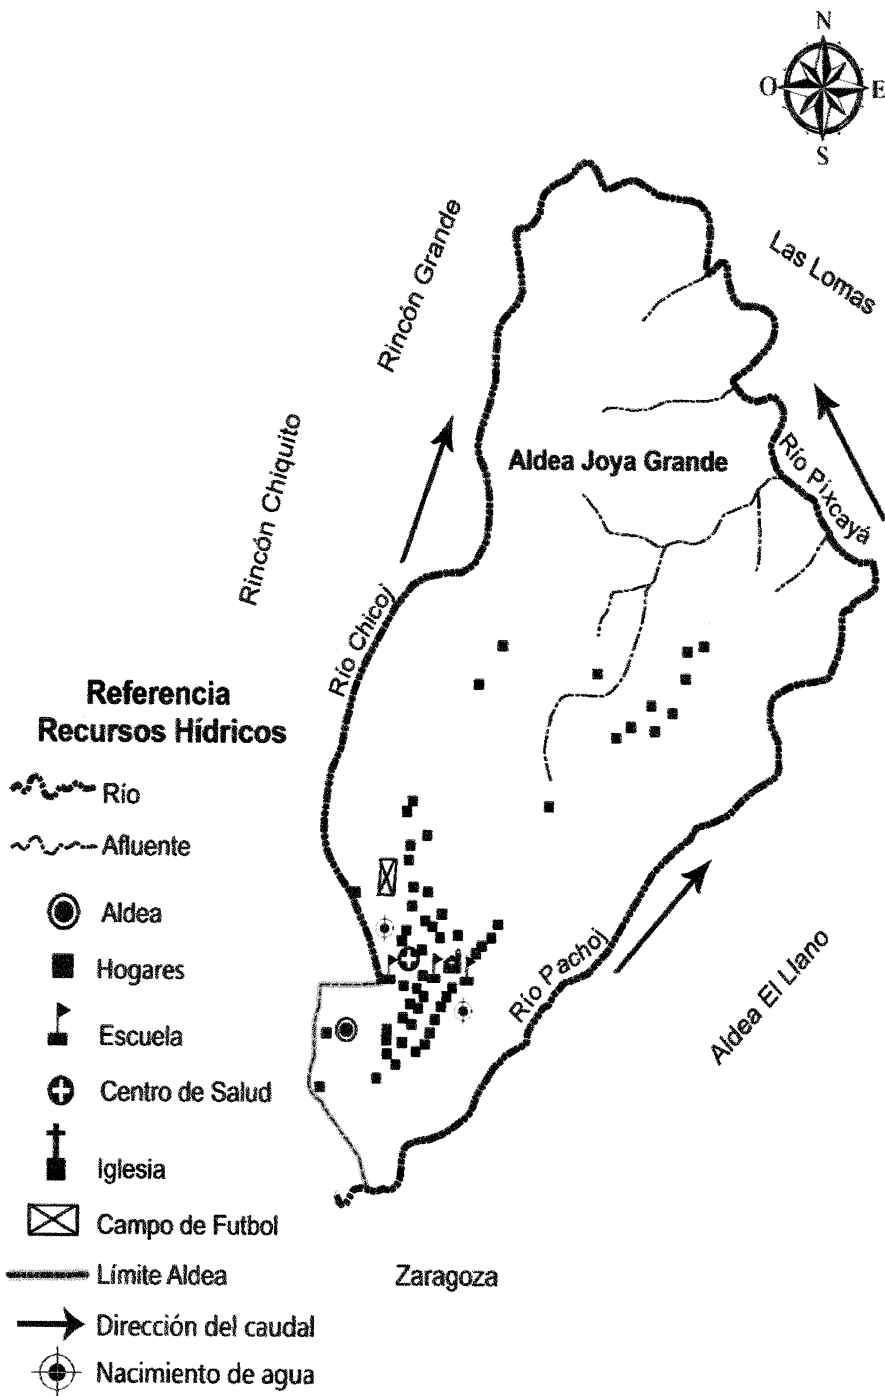 N
O
E
S
Las Lomas
Rincón Grande
Rincón Chiquito
Aldea Joya Grande
Río Pixcayá
Río Chicoj
Río Pachoj
Aldea El Llano
Zaragoza
Referencia
Recursos Hídricos
Río
Afluente
Aldea
Hogares
Escuela
Centro de Salud
Iglesia
Campo de Futbol
Límite Aldea
Dirección del caudal
Nacimiento de agua